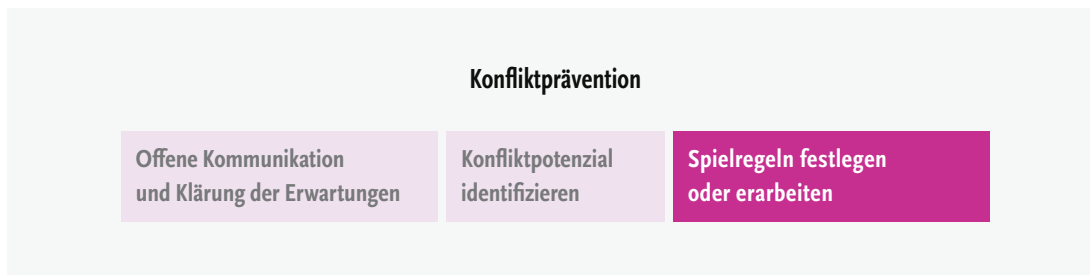 Konfliktprävention
Offene Kommunikation
und Klärung der Erwartungen
Konfliktpotenzial
identifizieren
Spielregeln festlegen
oder erarbeiten